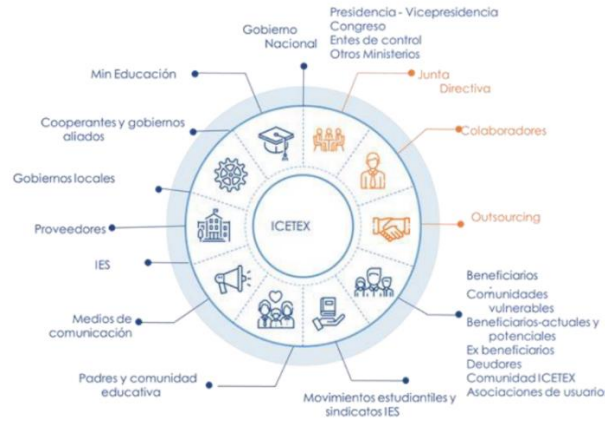 Gobierno
Nacional
Presidencia - Vicepresidencia
Congreso
Entes de control
Otros Ministerios
Min Educación
Junta
Directiva
Cooperantes y gobiernos
aliados
Colaboradores
Gobiernos locales
Proveedores
ICETEX
Outsourcing
IES
Beneficiarios
Comunidades
vulnerables
Beneficiarios-actuales y
potenciales
Ex beneficiarios
Deudores
Comunidad ICETEX
Asociaciones de usuario
Medios de
comunicación
Padres y comunidad
educativa
Movimientos estudiantiles y
sindicatos IES